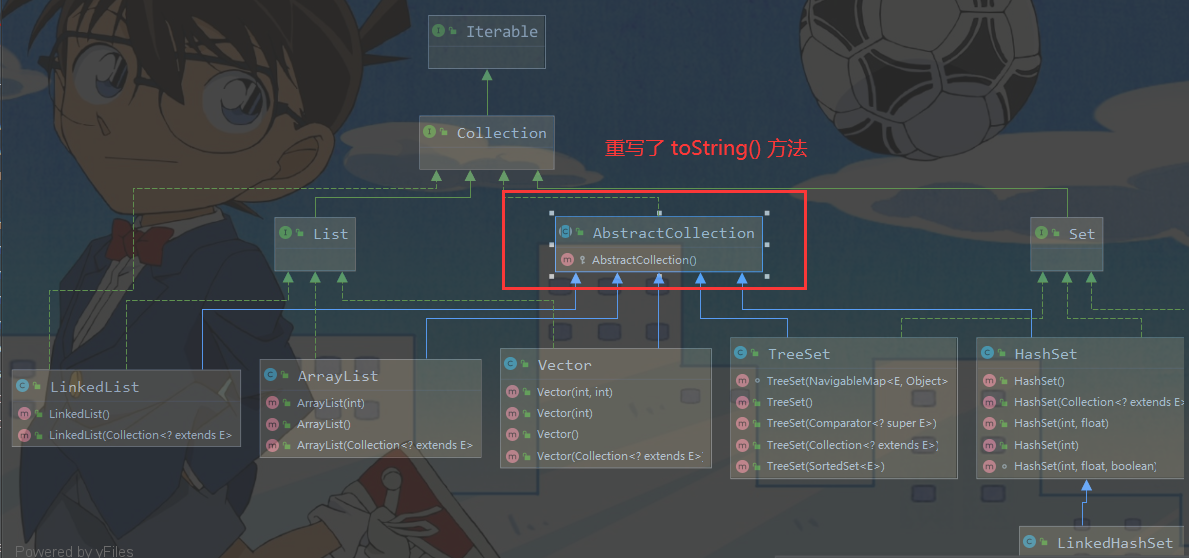 Iterable
Collection
重写了 toString() 方法
List
AbstractCollection
AbstractCollection()
Set
LinkedList
LinkedList()
LinkedList(Collection<? extends E>
ArrayList
ArrayList(int)
ArrayList()
ArrayList(Collection<? extends E>
Vector
Vector(int, int)
Vector(int)
Vector()
Vector(Collection<? extends E>)
TreeSet
TreeSet(NavigableMap<E, Object>
TreeSet()
TreeSet(Comparator<? super E>)
TreeSet(Collection<? extends E>)
TreeSet(SortedSet<E>)
HashSet
HashSet()
HashSet(Collection<? extends E>
HashSet(int, float)
HashSet(int)
HashSet(int, float, boolean)
LinkedHashSet
Powered by yFiles